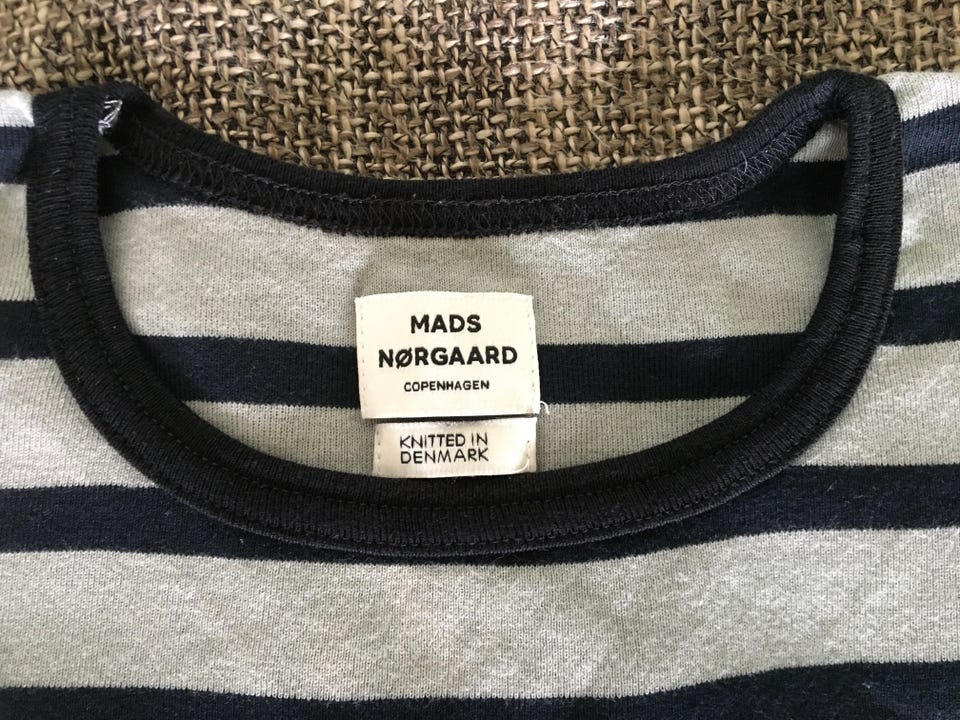 MADS
NØRGAARD
COPENHAGEN
KNITTED IN
DENMARK